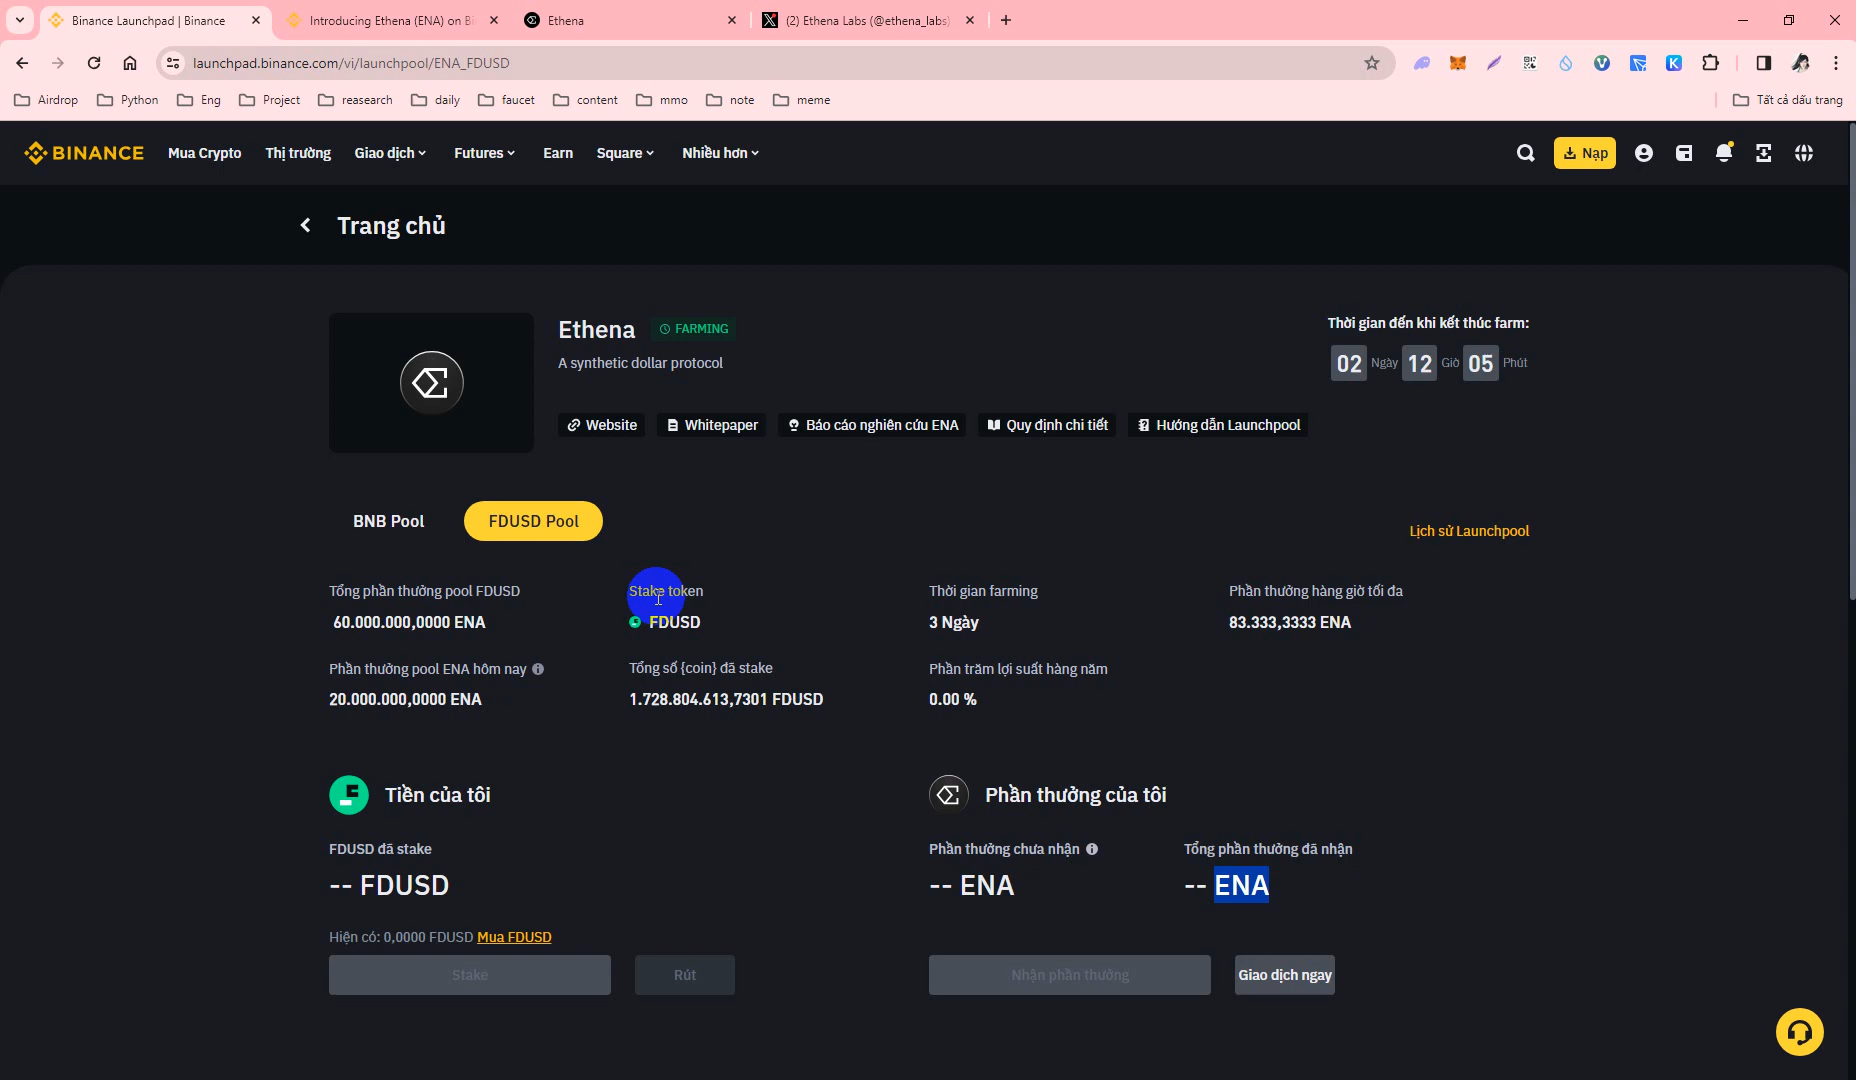 Binance Launchpad | Binance
Introducing Ethena (ENA) on Bi
Ethena
(2) Ethena Labs (@ethena_labs)
launchpad.binance.com/vi/launchpool/ENA_FDUSD
Airdrop Python Eng Project reasearch daily faucet content mmo note meme Tất cả dấu trang
BINANCE Mua Crypto Thị trường Giao dịch Futures Earn Square Nhiều hơn Nạp
Trang chủ
Ethena FARMING
A synthetic dollar protocol
Thời gian đến khi kết thúc farm:
02 Ngày 12 Giờ 05 Phút
Website Whitepaper Báo cáo nghiên cứu ENA Quy định chi tiết Hướng dẫn Launchpool
BNB Pool FDUSD Pool
Lịch sử Launchpool
Tổng phần thưởng pool FDUSD Stake token Thời gian farming Phần thưởng hàng giờ tối đa
60.000.000,0000 ENA FDUSD 3 Ngày 83.333,3333 ENA
Phần thưởng pool ENA hôm nay Tổng số {coin} đã stake Phần trăm lợi suất hàng năm
20.000.000,0000 ENA 1.728.804.613,7301 FDUSD 0.00 %
Tiền của tôi Phần thưởng của tôi
FDUSD đã stake Phần thưởng chưa nhận Tổng phần thưởng đã nhận
-- FDUSD -- ENA -- ENA
Hiện có: 0,0000 FDUSD Mua FDUSD
Stake Rút Nhận phần thưởng Giao dịch ngay